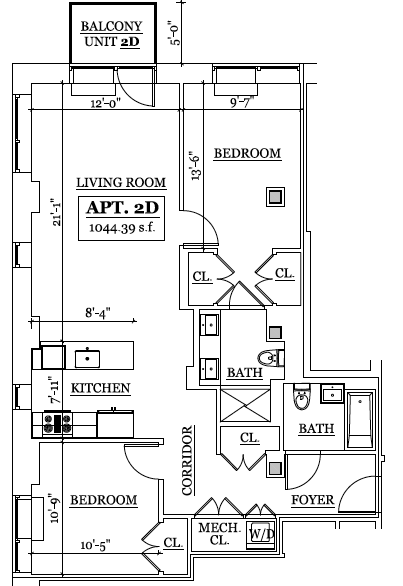 BALCONY
UNIT 2D
5'-0"
12'-0"
9'-7"
13'-6"
BEDROOM
LIVING ROOM
APT. 2D
1044.39 s.f.
21'-1"
CL.
CL.
8'-4"
BATH
7'-11"
KITCHEN
BATH
CL.
CORRIDOR
10'-9"
BEDROOM
FOYER
MECH.
CL.
W/D
10'-5"
CL.